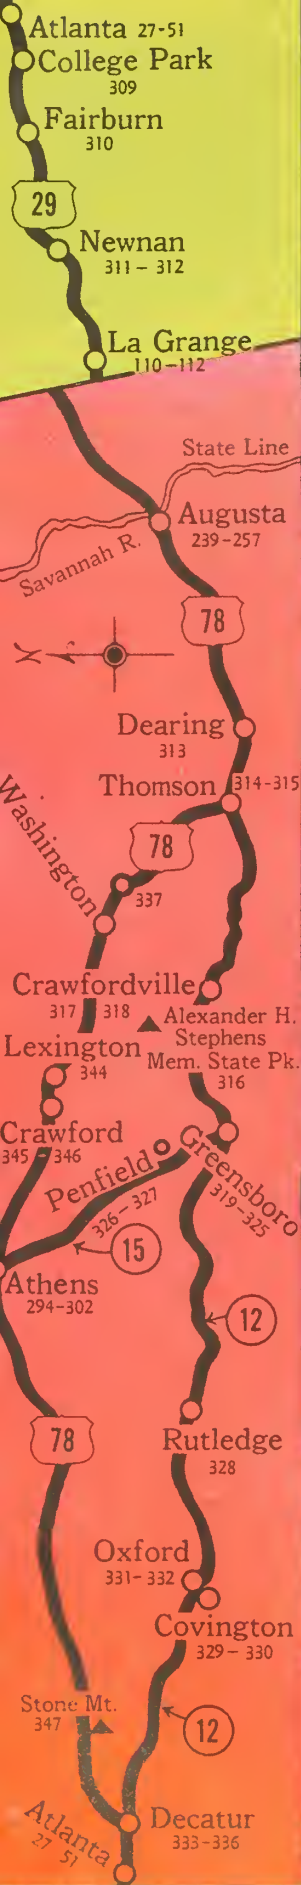 Atlanta 27-51
College Park
309
Fairburn
310
29
Newnan
311-312
La Grange
110-112
State Line
Augusta
239-257
Savannah R.
78
N
Dearing
313
Thomson 314-315
Washington
78
337
Crawfordville
317 318
Alexander H.
Stephens
Mem. State Pk.
316
Lexington
344
Crawford
345-346
Penfield
326-327
Greensboro
319-325
15
Athens
294-302
12
78
Rutledge
328
Oxford
331-332
Covington
329-330
Stone Mt.
347
12
Atlanta
27 51
Decatur
333-336